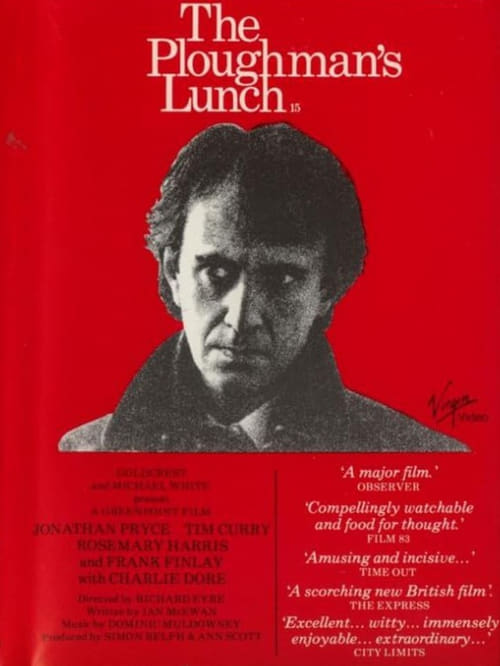 The
Ploughman's
Lunch 15
Virgin
Video
GOLDCREST
and MICHAEL WHITE
present
A GREENPOINT FILM
JONATHAN PRYCE TIM CURRY
ROSEMARY HARRIS
and FRANK FINLAY
with CHARLIE DORE
Directed by RICHARD EYRE
Written by IAN McEWAN
Music by DOMINIC MULDOWNEY
Produced by SIMON RELPH & ANN SCOTT
'A major film.'
OBSERVER
'Compellingly watchable
and food for thought.'
FILM 83
'Amusing and incisive...'
TIME OUT
'A scorching new British film'.
THE EXPRESS
'Excellent... witty... immensely
enjoyable... extraordinary...'
CITY LIMITS